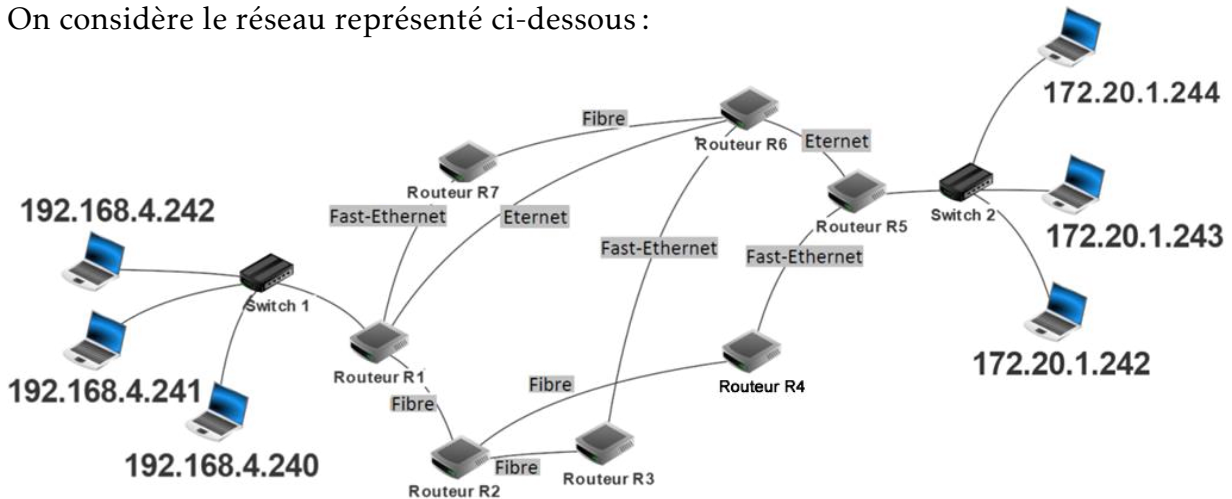 On considère le réseau représenté ci-dessous :
172.20.1.244
Fibre
Routeur R6
Eternet
Routeur R7
192.168.4.242
Fast-Ethernet
Eternet
Routeur R5
Switch 2
172.20.1.243
Fast-Ethernet
Fast-Ethernet
Switch 1
172.20.1.242
Routeur R1
192.168.4.241
Fibre
Routeur R4
Fibre
192.168.4.240
Fibre
Routeur R3
Routeur R2